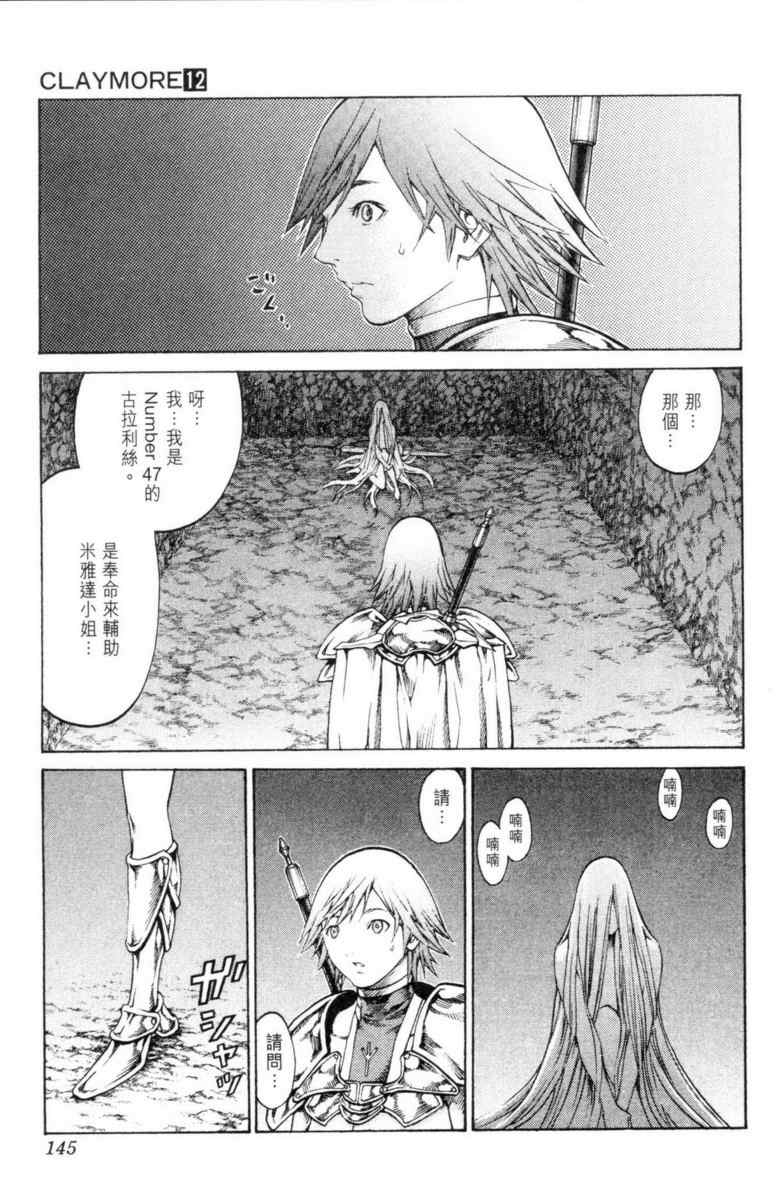 CLAYMORE 12
ごくん
那…
那個…
呀…
我…我是
Number 47的
古拉利絲。
是奉命來輔助
米雅達小姐…
喃喃
喃喃
喃喃
喃喃
請…
請問…
ガシャッ
145